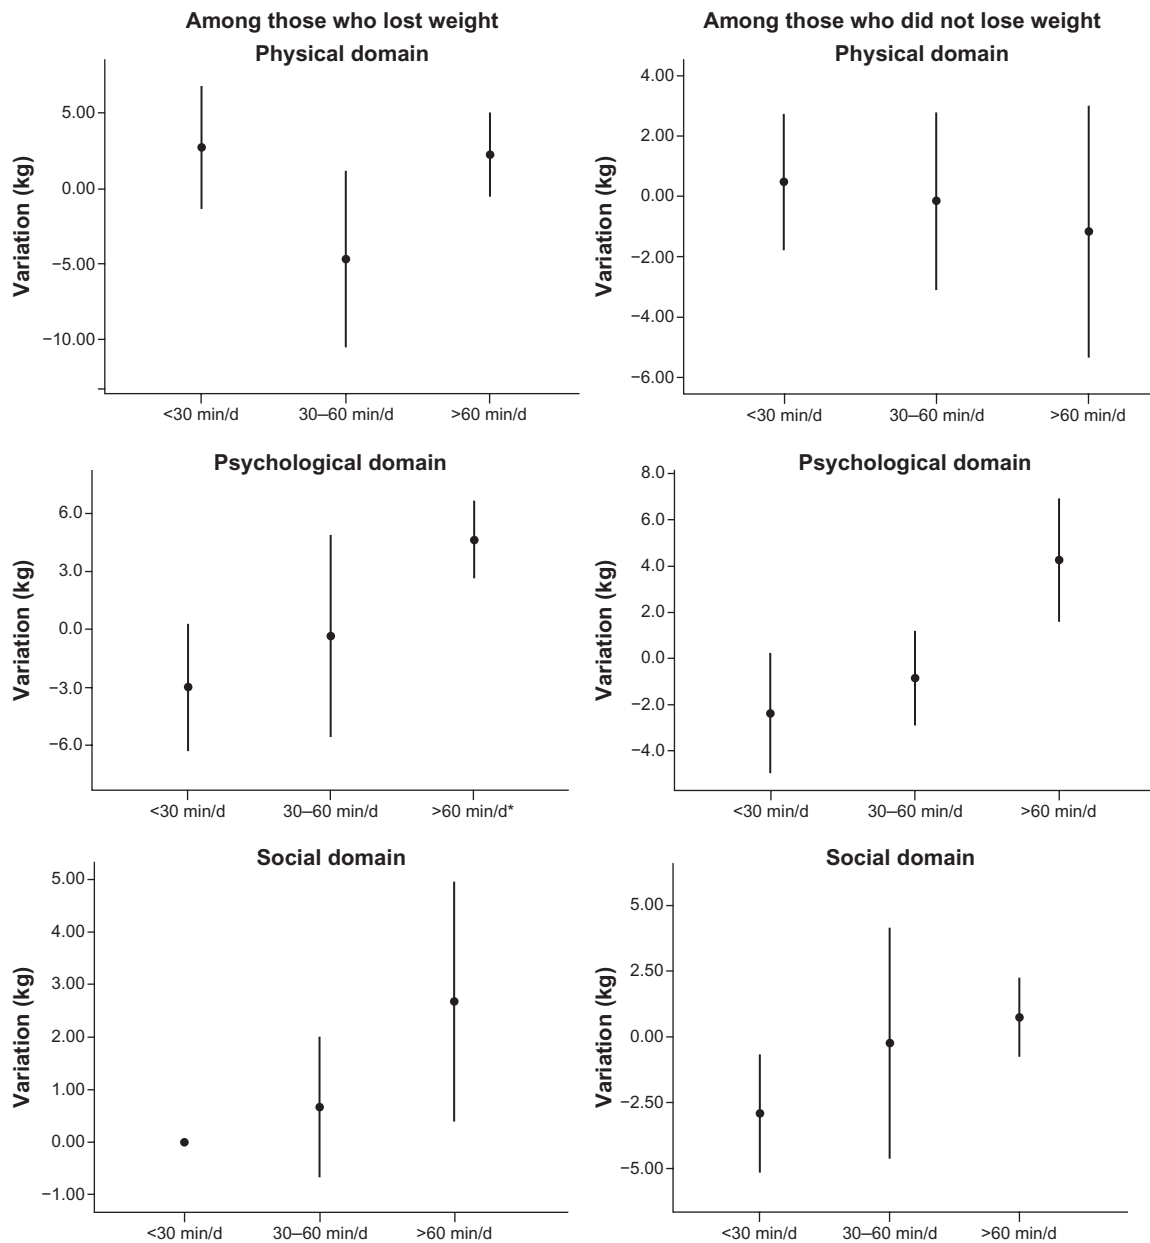 Among those who lost weight
Physical domain
Variation (kg)
5.00
0.00
−5.00
−10.00
<30 min/d 30–60 min/d >60 min/d
Among those who did not lose weight
Physical domain
Variation (kg)
4.00
2.00
0.00
−2.00
−4.00
−6.00
<30 min/d 30–60 min/d >60 min/d
Psychological domain
Variation (kg)
6.0
3.0
0.0
−3.0
−6.0
<30 min/d 30–60 min/d >60 min/d*
Psychological domain
Variation (kg)
8.0
6.0
4.0
2.0
0.0
−2.0
−4.0
<30 min/d 30–60 min/d >60 min/d
Social domain
Variation (kg)
5.00
4.00
3.00
2.00
1.00
0.00
−1.00
<30 min/d 30–60 min/d >60 min/d
Social domain
Variation (kg)
5.00
2.50
0.00
−2.50
−5.00
<30 min/d 30–60 min/d >60 min/d